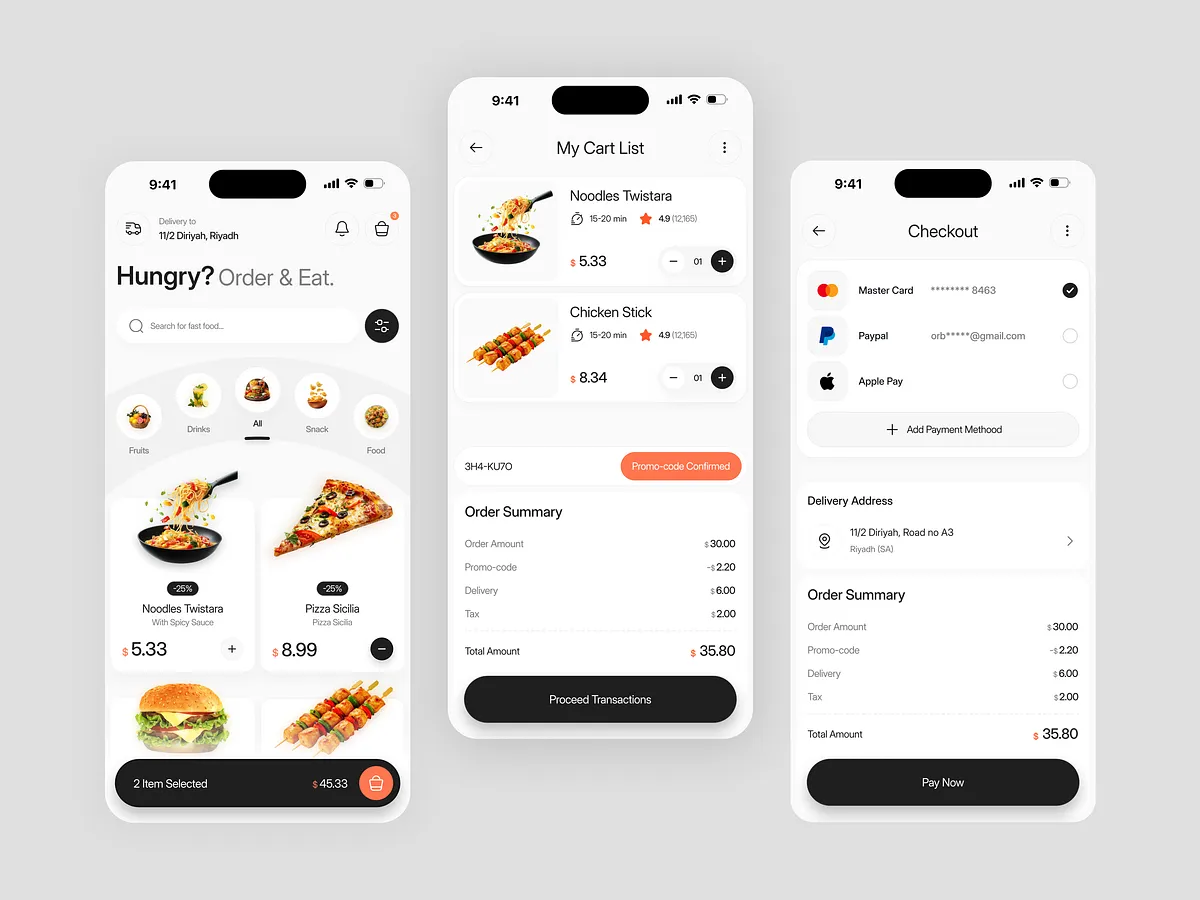 9:41
Delivery to
11/2 Diriyah, Riyadh
3
Hungry? Order & Eat.
Search for fast food...
Fruits
Drinks
All
Snack
Food
-25%
Noodles Twistara
With Spicy Sauce
$ 5.33
+
-25%
Pizza Sicilia
Pizza Sicilia
$ 8.99
−
2 Item Selected
$ 45.33
9:41
My Cart List
Noodles Twistara
15-20 min
4.9 (12,165)
$ 5.33
− 01 +
Chicken Stick
15-20 min
4.9 (12,165)
$ 8.34
− 01 +
3H4-KU7O
Promo-code Confirmed
Order Summary
Order Amount $30.00
Promo-code -$2.20
Delivery $6.00
Tax $2.00
Total Amount $ 35.80
Proceed Transactions
9:41
Checkout
Master Card ******** 8463
Paypal orb*****@gmail.com
Apple Pay
+ Add Payment Methood
Delivery Address
11/2 Diriyah, Road no A3
Riyadh (SA)
Order Summary
Order Amount $30.00
Promo-code -$2.20
Delivery $6.00
Tax $2.00
Total Amount $ 35.80
Pay Now